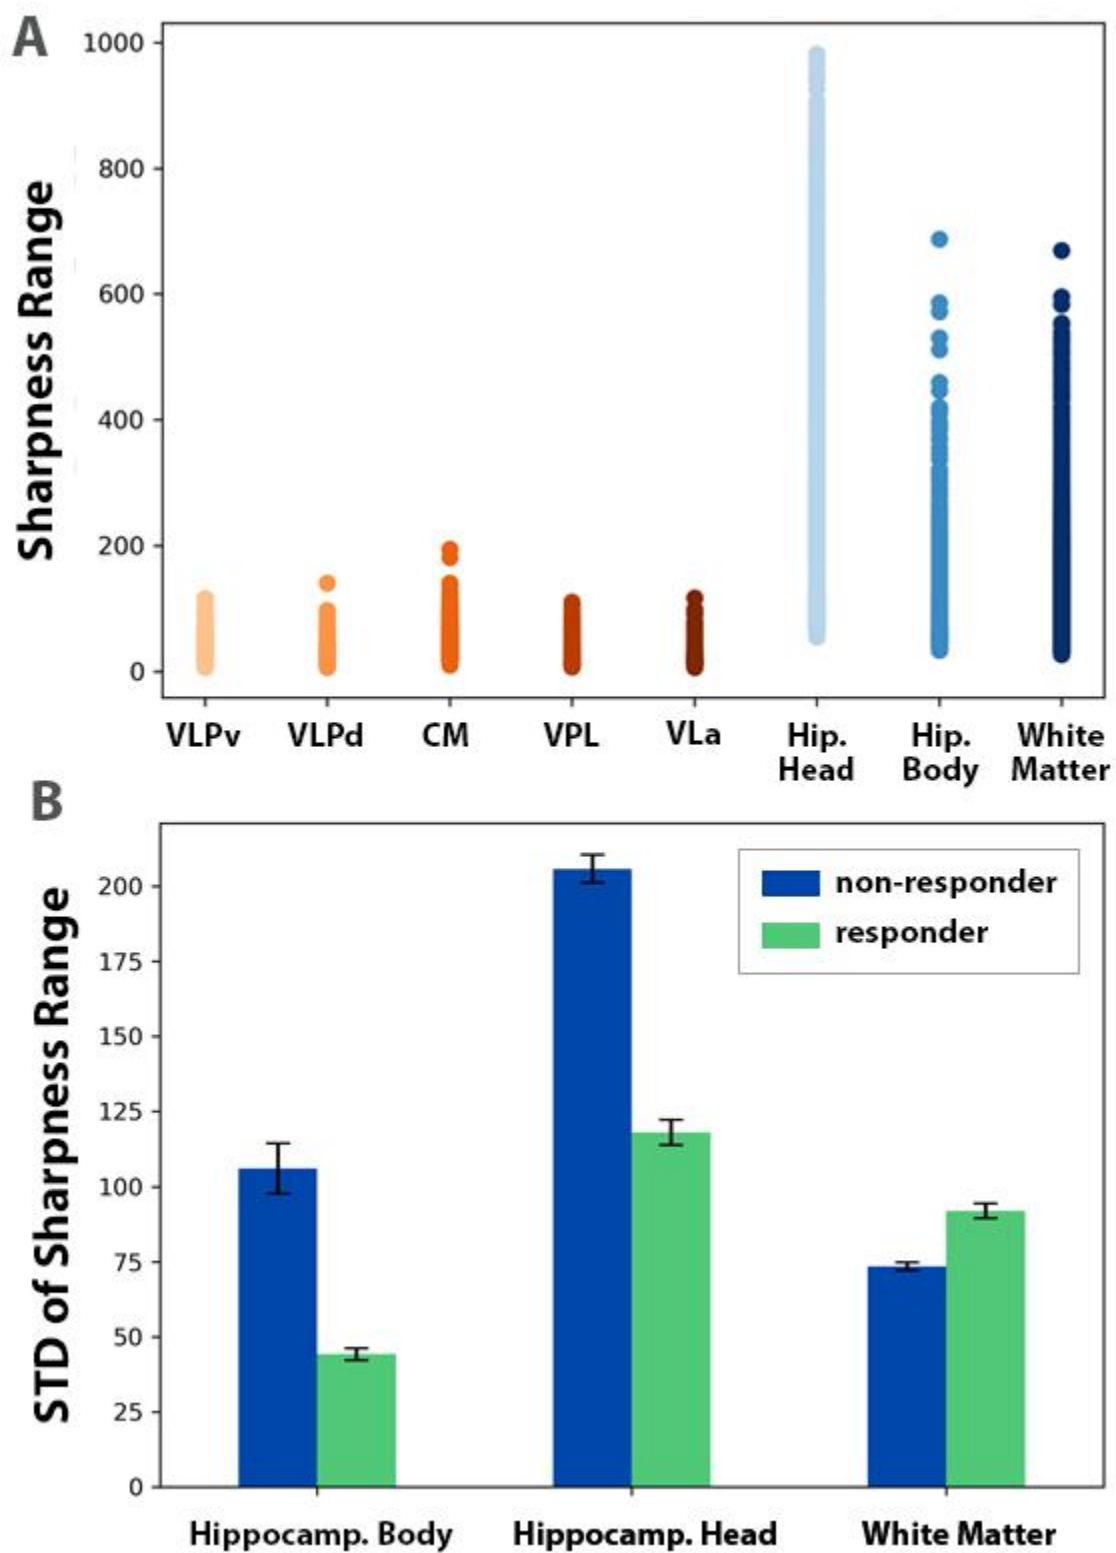 A
Sharpness Range
1000
800
600
400
200
0
VLPv VLPd CM VPL VLa Hip. Hip. White
Head Body Matter
B
STD of Sharpness Range
200
175
150
125
100
75
50
25
0
non-responder
responder
Hippocamp. Body Hippocamp. Head White Matter